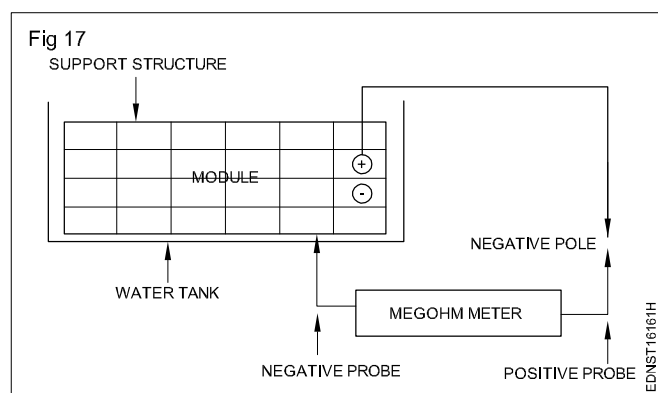 Fig 17
SUPPORT STRUCTURE
+
MODULE
-
NEGATIVE POLE
WATER TANK
MEGOHM METER
NEGATIVE PROBE
POSITIVE PROBE
EDNST16161H